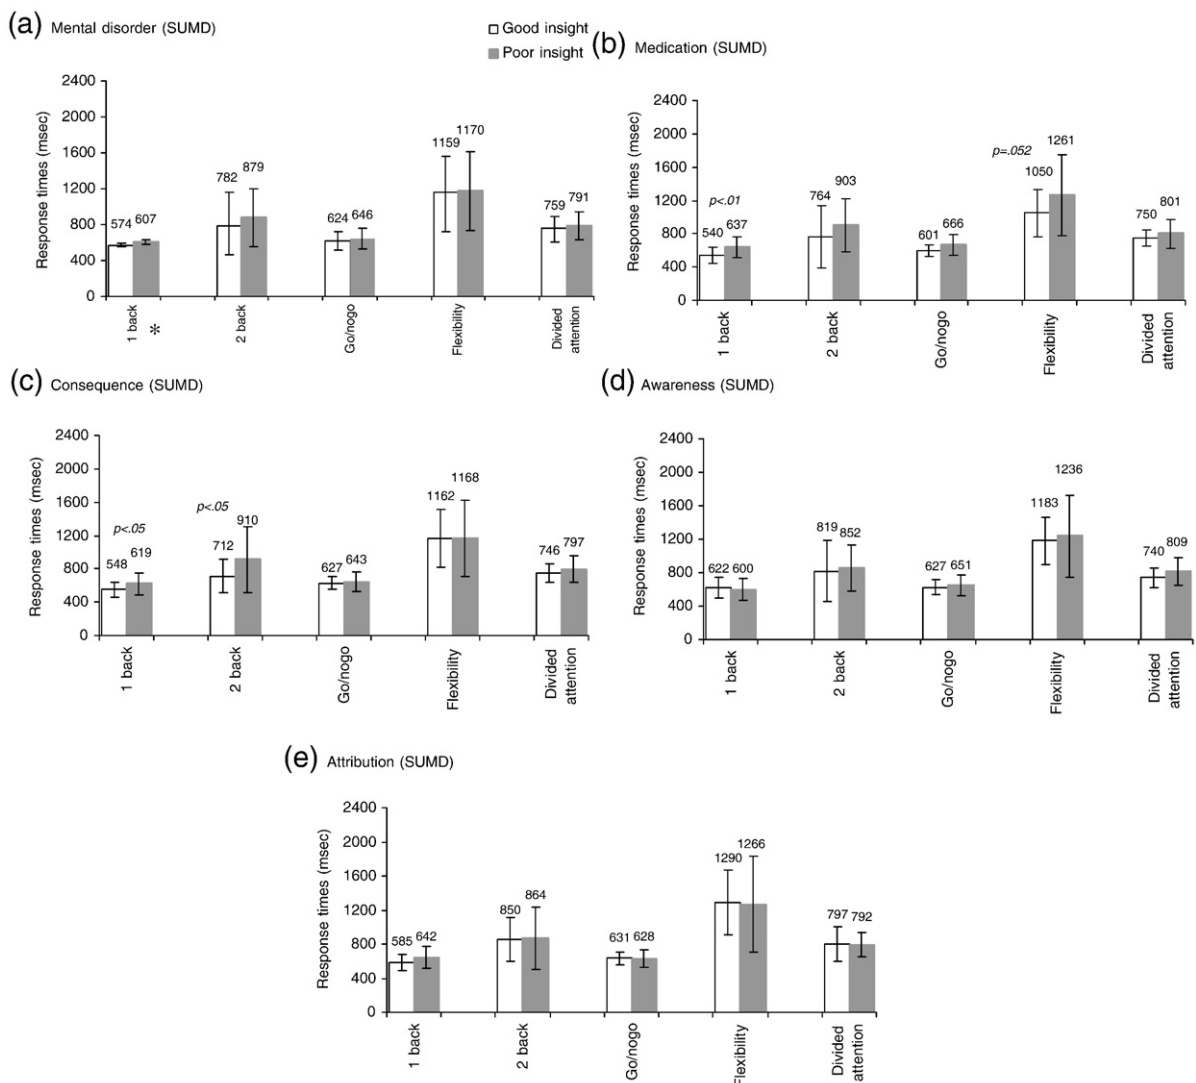 (a) Mental disorder (SUMD)
Good insight
Poor insight
Response times (msec)
2400
2000
1600
1200
800
400
0
574 607
782 879
624 646
1159 1170
759 791
1 back
*
2 back
Go/nogo
Flexibility
Divided
attention
(b) Medication (SUMD)
Response times (msec)
2400
2000
1600
1200
800
400
0
p<.01
540 637
764 903
601 666
p=.052
1050 1261
750 801
1 back
2 back
Go/nogo
Flexibility
Divided
attention
(c) Consequence (SUMD)
Response times (msec)
2400
2000
1600
1200
800
400
0
p<.05
548 619
p<.05
712 910
627 643
1162 1168
746 797
1 back
2 back
Go/nogo
Flexibility
Divided
attention
(d) Awareness (SUMD)
Response times (msec)
2400
2000
1600
1200
800
400
0
622 600
819 852
627 651
1183 1236
740 809
1 back
2 back
Go/nogo
Flexibility
Divided
attention
(e) Attribution (SUMD)
Response times (msec)
2400
2000
1600
1200
800
400
0
585 642
850 864
631 628
1290 1266
797 792
1 back
2 back
Go/nogo
Flexibility
Divided
attention